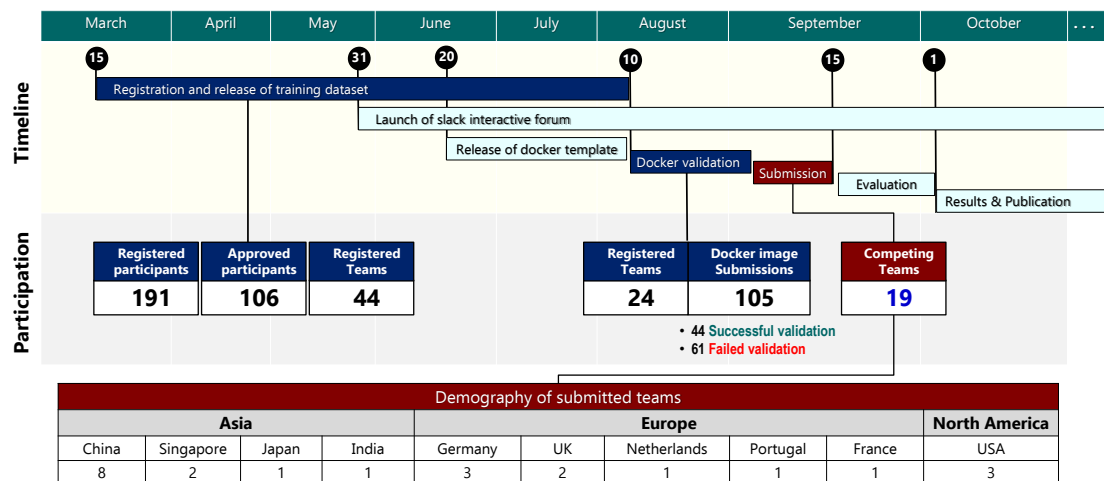 March April May June July August September October ...
15 31 20 10 15 1
Timeline
Registration and release of training dataset
Launch of slack interactive forum
Release of docker template
Docker validation
Submission
Evaluation
Results & Publication
Participation
Registered participants
191
Approved participants
106
Registered Teams
44
Registered Teams
24
Docker image Submissions
105
Competing Teams
19
• 44 Successful validation
• 61 Failed validation
Demography of submitted teams
Asia Europe North America
China Singapore Japan India Germany UK Netherlands Portugal France USA
8 2 1 1 3 2 1 1 1 3